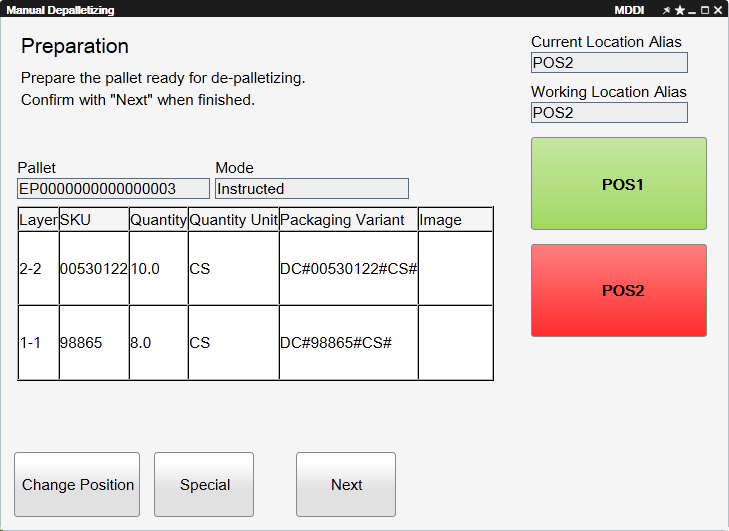 Manual Depalletizing MDDI
Preparation
Prepare the pallet ready for de-palletizing.
Confirm with "Next" when finished.
Current Location Alias
POS2
Working Location Alias
POS2
POS1
POS2
Pallet Mode
EP0000000000000003 Instructed
Layer SKU Quantity Quantity Unit Packaging Variant Image
2-2 00530122 10.0 CS DC#00530122#CS#
1-1 98865 8.0 CS DC#98865#CS#
Change Position Special Next